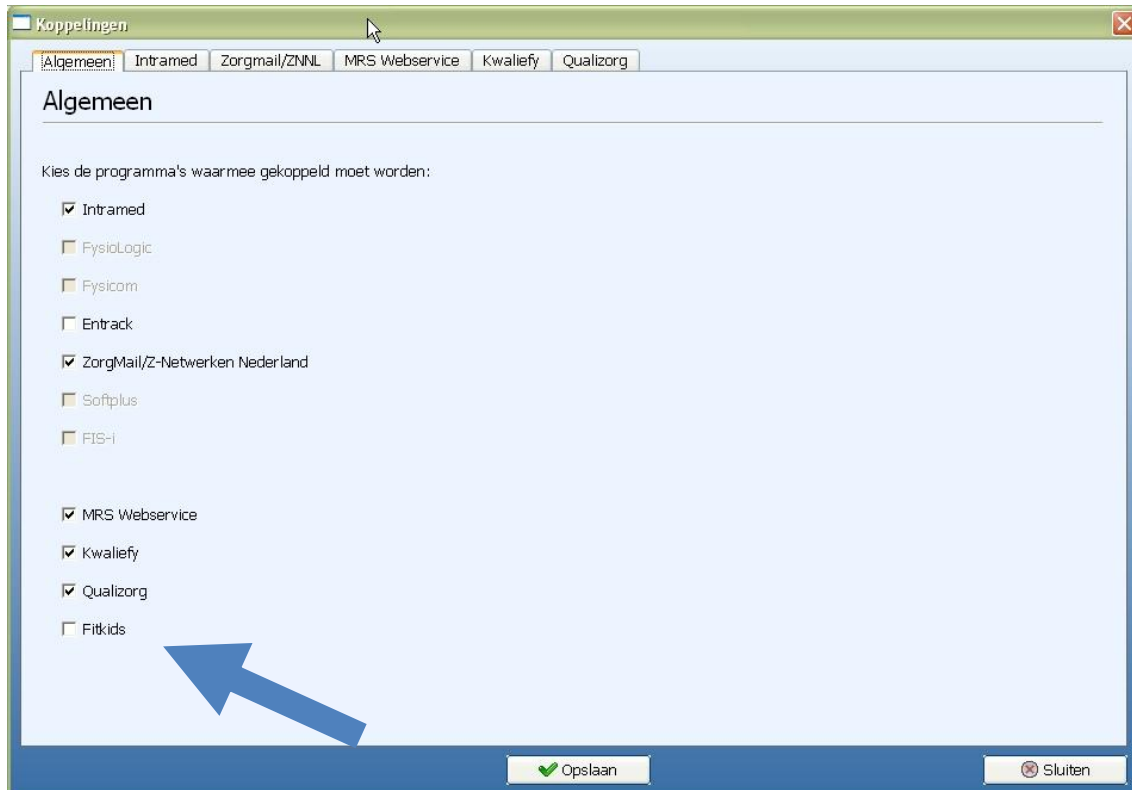 Koppelingen
Algemeen Intramed Zorgmail/ZNNL MRS Webservice Kwaliefy Qualizorg
Algemeen
Kies de programma's waarmee gekoppeld moet worden:
Intramed
FysioLogic
Fysicom
Entrack
ZorgMail/Z-Netwerken Nederland
Softplus
FIS-i
MRS Webservice
Kwaliefy
Qualizorg
Fitkids
Opslaan Sluiten